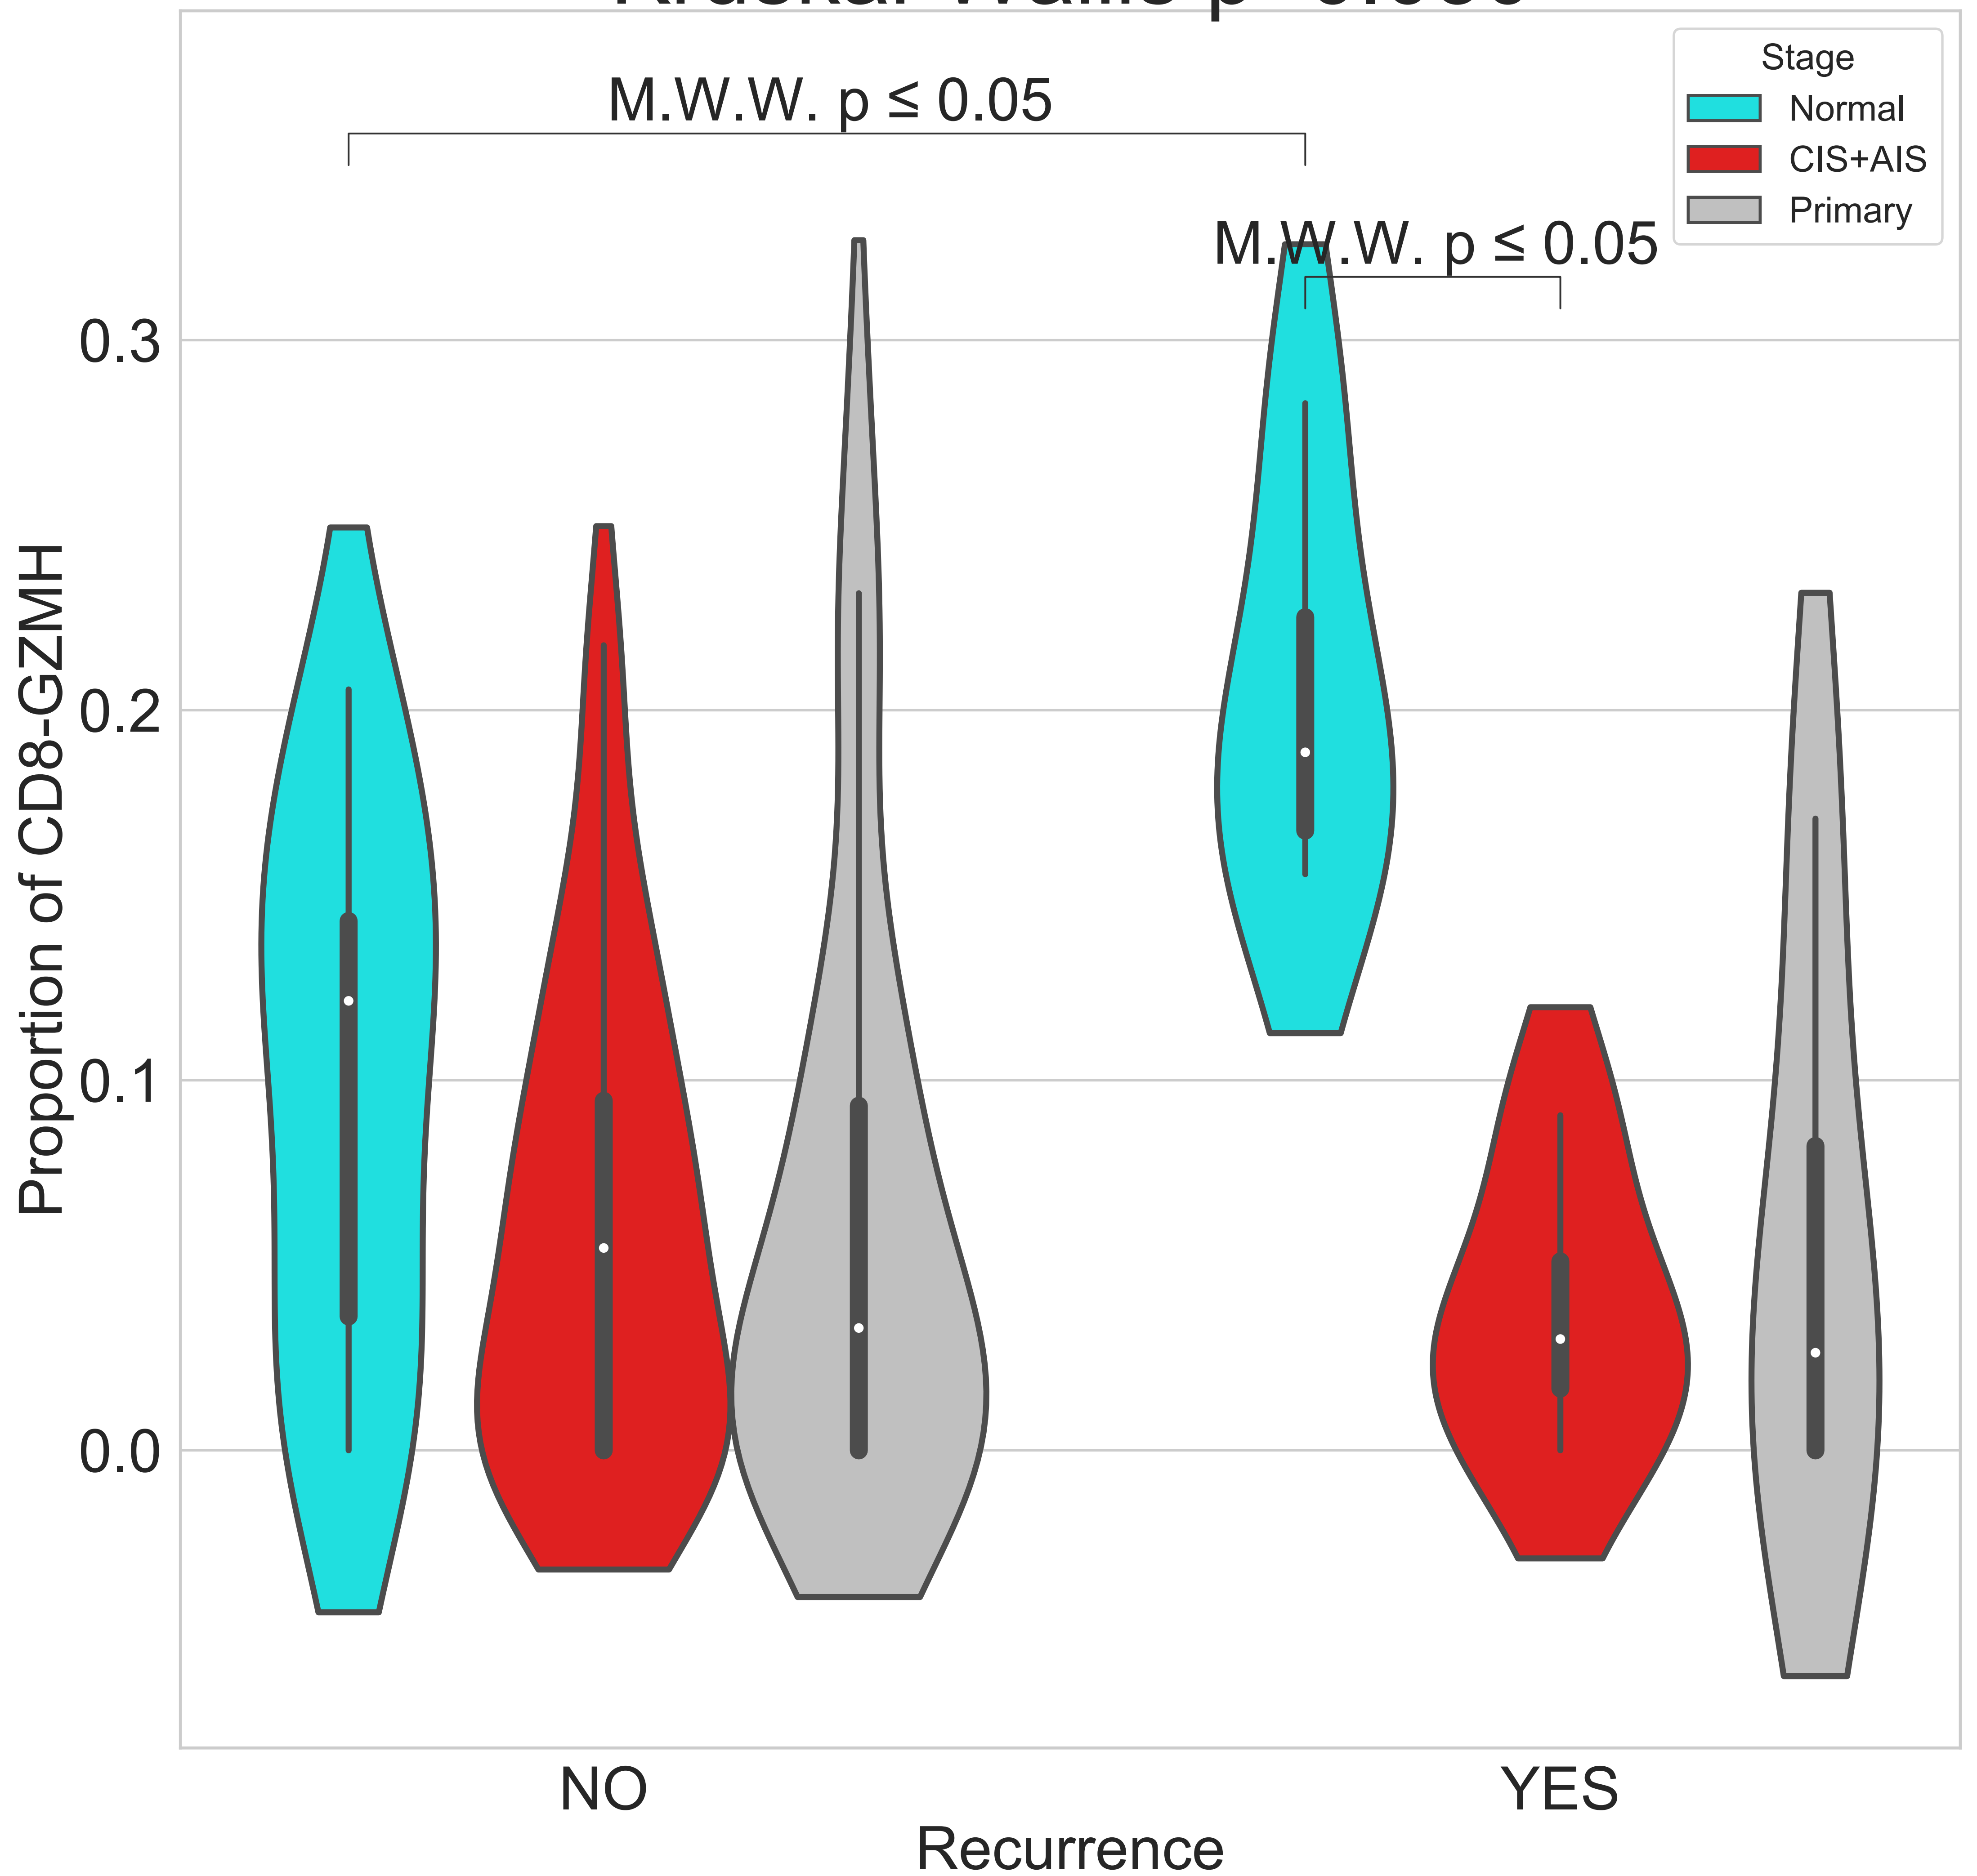 M.W.W. p ≤ 0.05
Stage
Normal
CIS+AIS
Primary
M.W.W. p ≤ 0.05
0.3
0.2
0.1
0.0
Proportion of CD8-GZMH
NO
YES
Recurrence